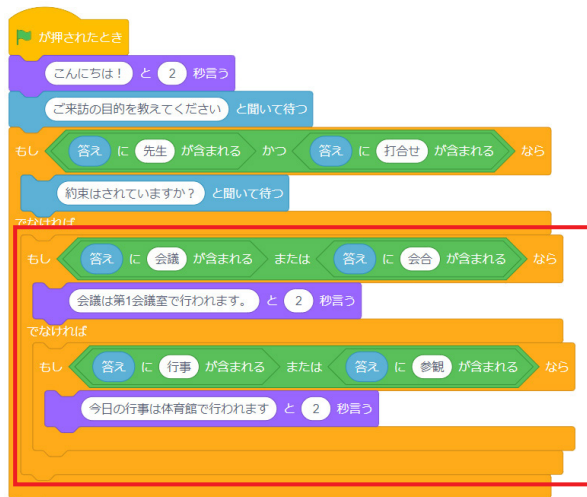 が押されたとき
こんにちは！ と 2 秒言う
ご来訪の目的を教えてください と聞いて待つ
もし 答え に 先生 が含まれる かつ 答え に 打合せ が含まれる なら
約束はされていますか？ と聞いて待つ
でなければ
もし 答え に 会議 が含まれる または 答え に 会合 が含まれる なら
会議は第1会議室で行われます。 と 2 秒言う
でなければ
もし 答え に 行事 が含まれる または 答え に 参観 が含まれる なら
今日の行事は体育館で行われます と 2 秒言う